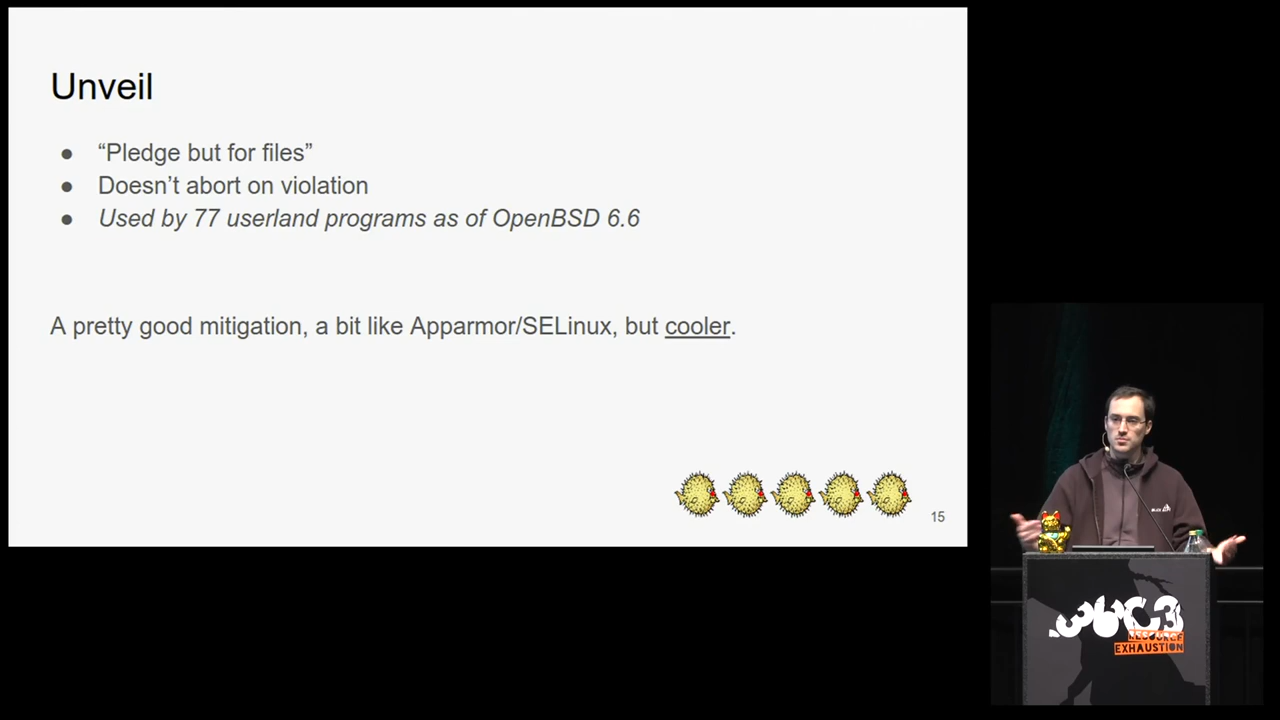 Unveil
● “Pledge but for files”
● Doesn’t abort on violation
● Used by 77 userland programs as of OpenBSD 6.6
A pretty good mitigation, a bit like Apparmor/SELinux, but cooler.
15
36C3
RESOURCE
EXHAUSTION